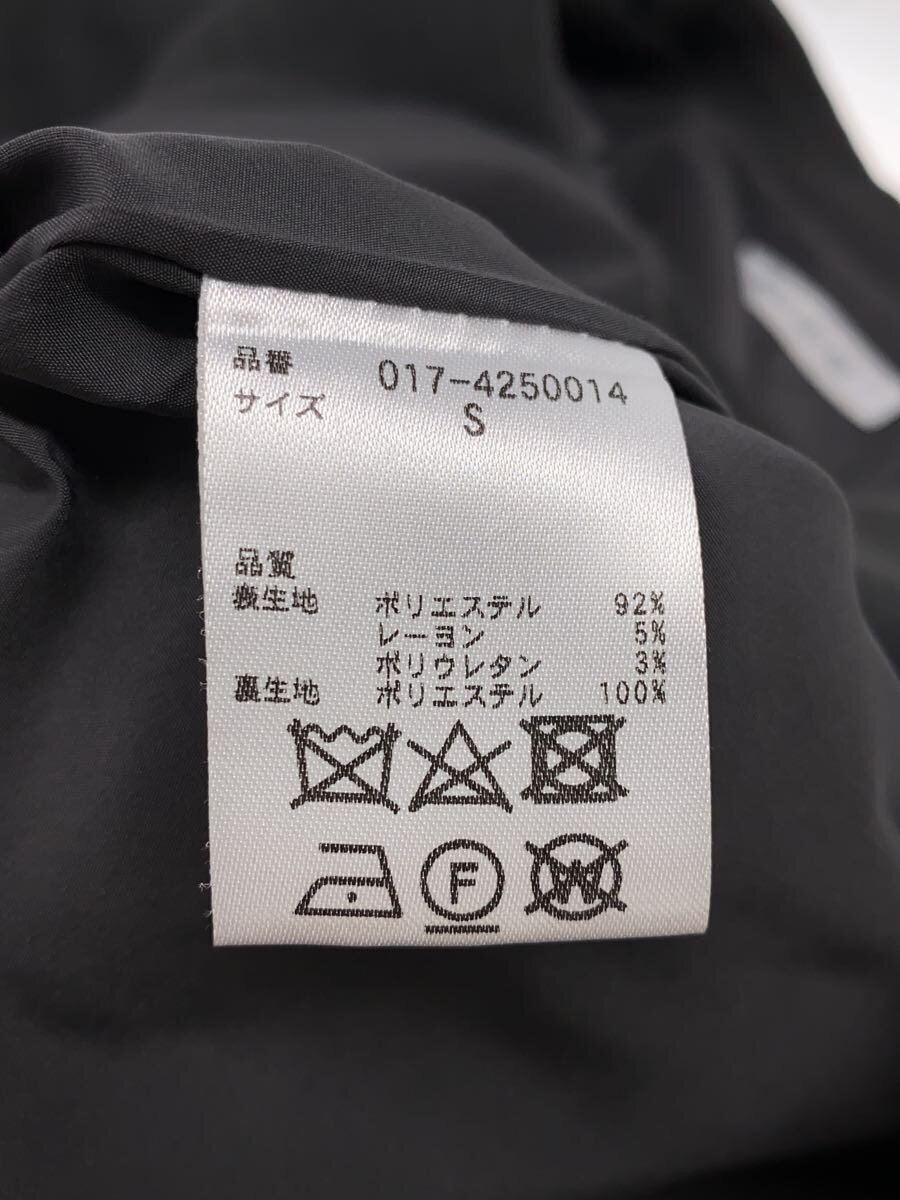 品番 017-4250014
サイズ S
品質
表生地 ポリエステル 92%
レーヨン 5%
ポリウレタン 3%
裏生地 ポリエステル 100%
F
W